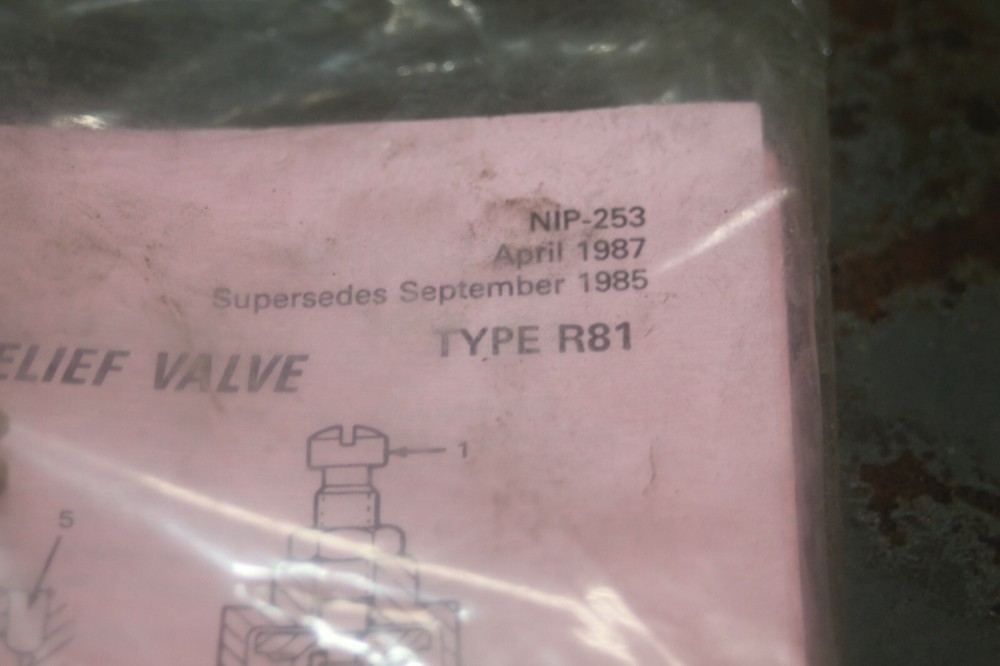 NIP-253
April 1987
Supersedes September 1985
TYPE R81
ELIEF VALVE
1
5